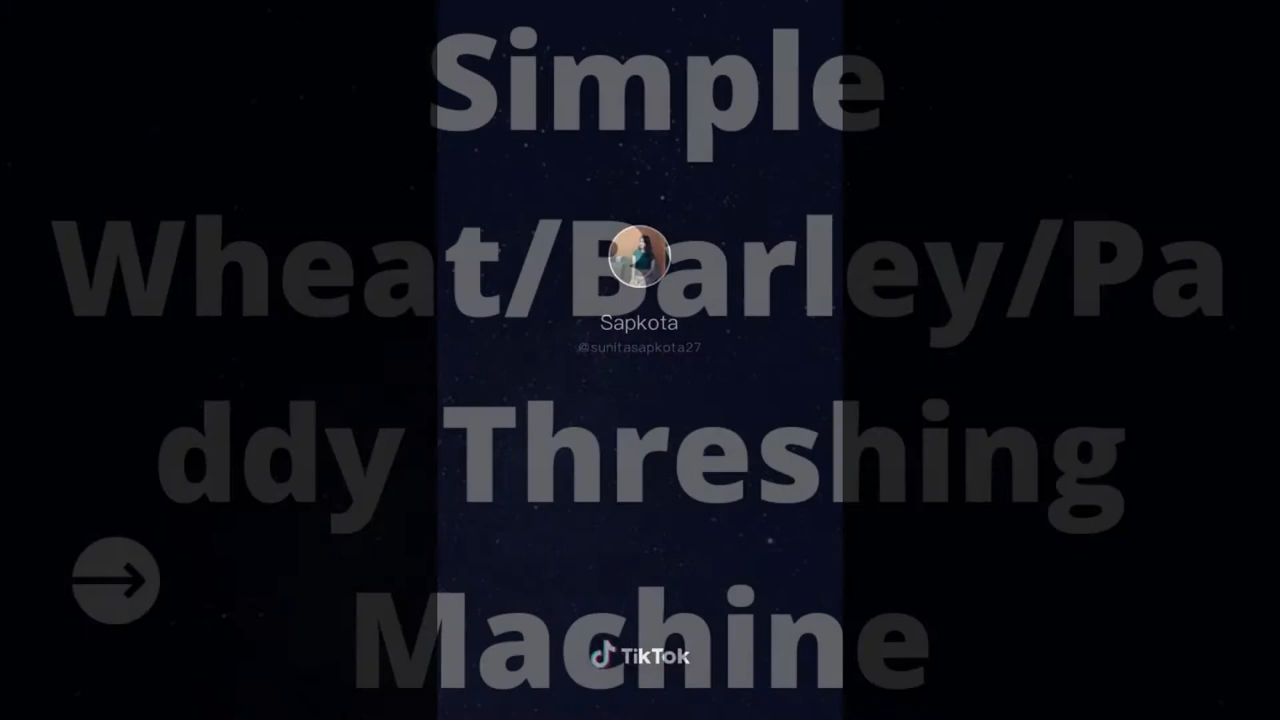 Simple
Wheat/Barley/Pa
Sapkota
@sunitasapkota27
ddy Threshing
Machine
TikTok